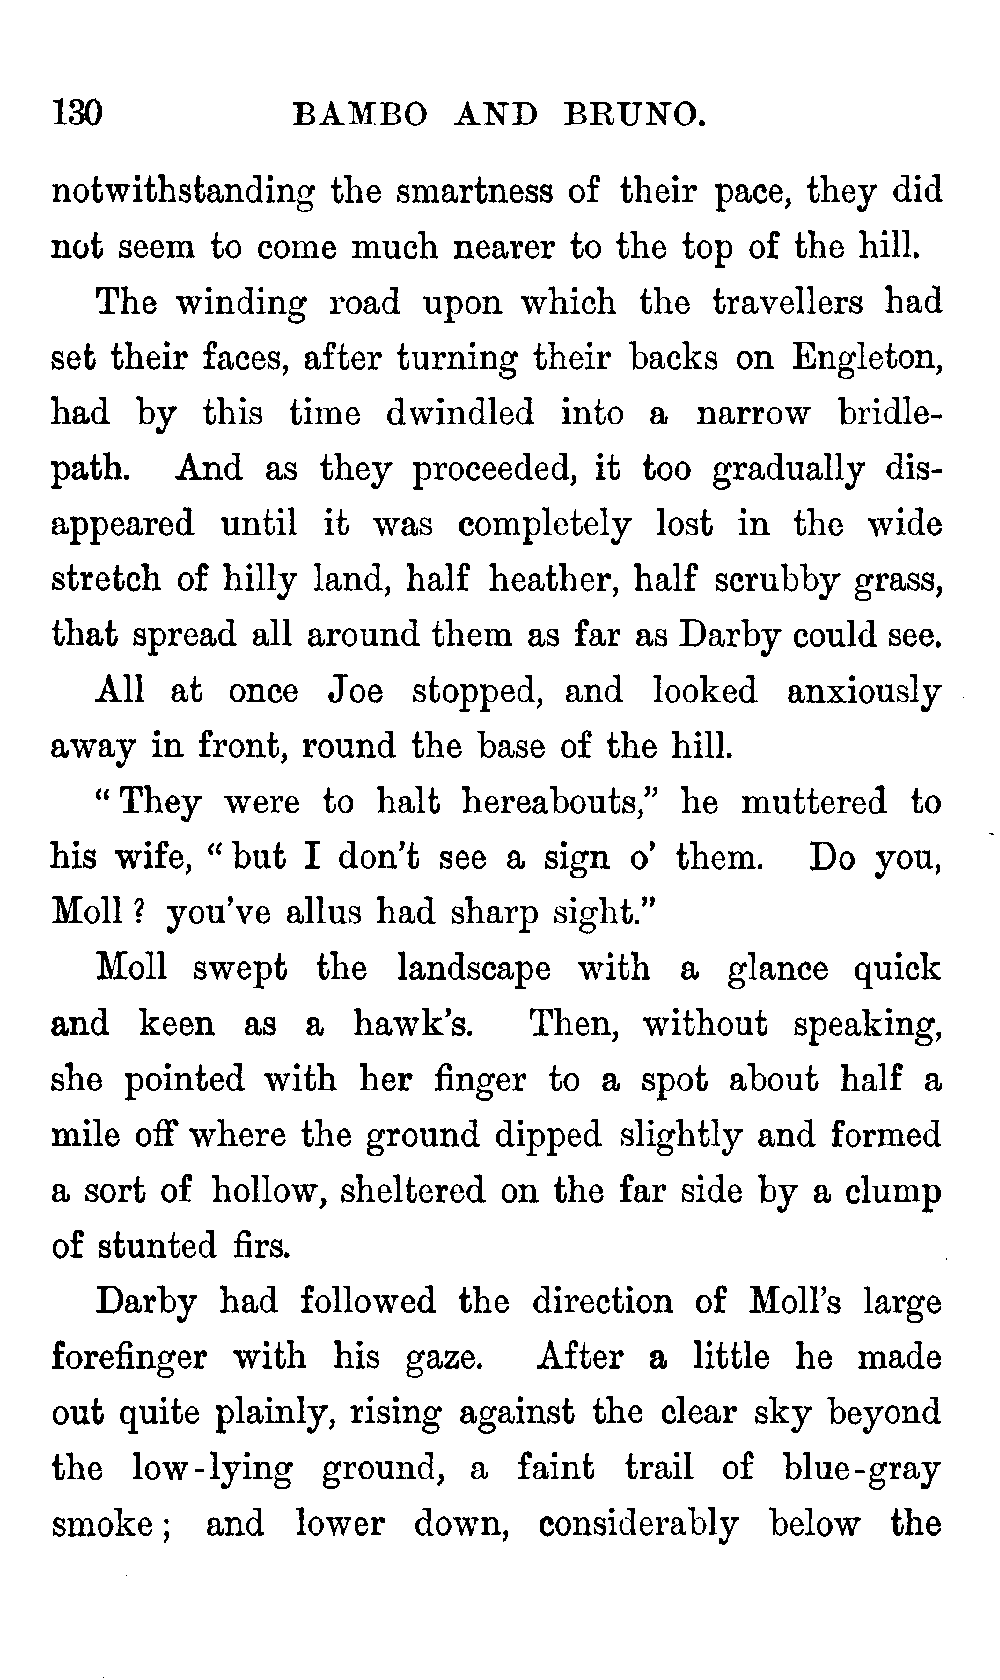 130 BAMBO AND BRUNO.
notwithstanding the smartness of their pace, they did
not seem to come much nearer to the top of the hill.
The winding road upon which the travellers had
set their faces, after turning their backs on Engleton,
had by this time dwindled into a narrow bridle-
path. And as they proceeded, it too gradually dis-
appeared until it was completely lost in the wide
stretch of hilly land, half heather, half scrubby grass,
that spread all around them as far as Darby could see.
All at once Joe stopped, and looked anxiously
away in front, round the base of the hill.
“They were to halt hereabouts,” he muttered to
his wife, “but I don't see a sign o' them. Do you,
Moll? you've allus had sharp sight.”
Moll swept the landscape with a glance quick
and keen as a hawk's. Then, without speaking,
she pointed with her finger to a spot about half a
mile off where the ground dipped slightly and formed
a sort of hollow, sheltered on the far side by a clump
of stunted firs.
Darby had followed the direction of Moll's large
forefinger with his gaze. After a little he made
out quite plainly, rising against the clear sky beyond
the low-lying ground, a faint trail of blue-gray
smoke; and lower down, considerably below the